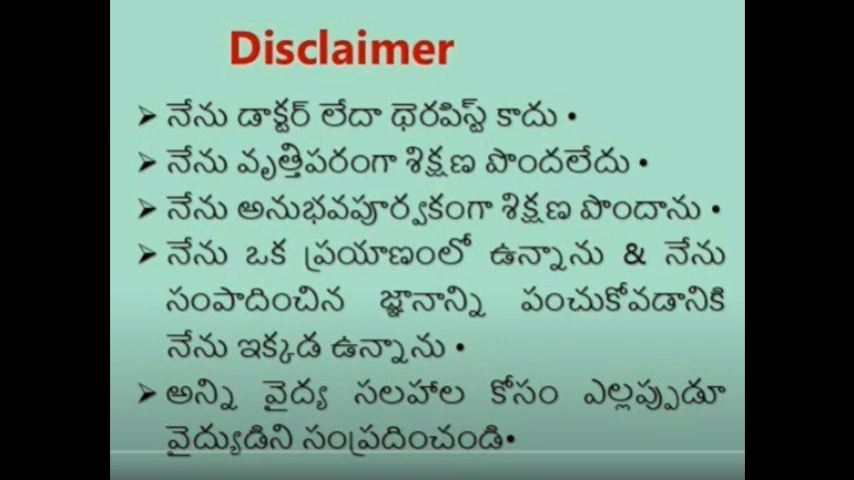 Disclaimer
➢ నేను డాక్టర్ లేదా థెరపిస్ట్ కాదు •
➢ నేను వృత్తిపరంగా శిక్షణ పొందలేదు •
➢ నేను అనుభవపూర్వకంగా శిక్షణ పొందాను •
➢ నేను ఒక ప్రయాణంలో ఉన్నాను & నేను
సంపాదించిన జ్ఞానాన్ని పంచుకోవడానికి
నేను ఇక్కడ ఉన్నాను •
➢ అన్ని వైద్య సలహాల కోసం ఎల్లప్పుడూ
వైద్యుడిని సంప్రదించండి•